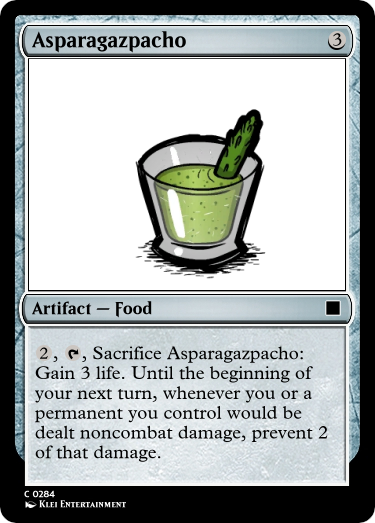 Asparagazpacho 3
Artifact — Food
2, , Sacrifice Asparagazpacho:
Gain 3 life. Until the beginning of
your next turn, whenever you or a
permanent you control would be
dealt noncombat damage, prevent 2
of that damage.
C 0284
Klei Entertainment